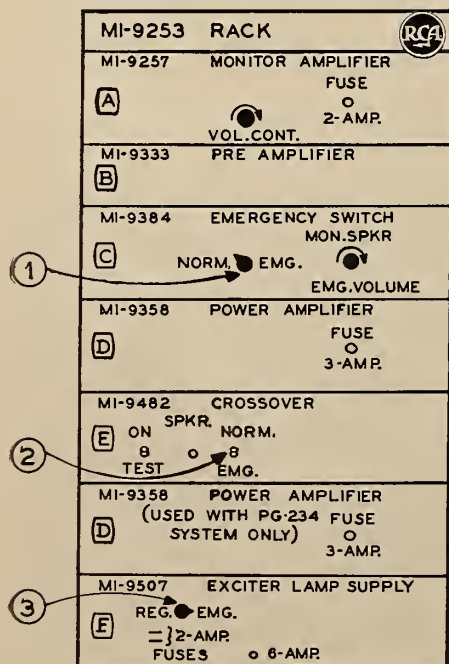 MI-9253 RACK RCA
MI-9257 MONITOR AMPLIFIER
FUSE
A
2-AMP.
VOL.CONT.
MI-9333 PRE AMPLIFIER
B
MI-9384 EMERGENCY SWITCH
MON.SPKR
C
1
NORM. EMG.
EMG.VOLUME
MI-9358 POWER AMPLIFIER
FUSE
D
3-AMP.
MI-9482 CROSSOVER
SPKR.
ON NORM.
E
2
TEST EMG.
MI-9358 POWER AMPLIFIER
(USED WITH PG-234 FUSE
D
SYSTEM ONLY)
3-AMP.
MI-9507 EXCITER LAMP SUPPLY
3
REG. EMG.
F
2-AMP.
FUSES 6-AMP.